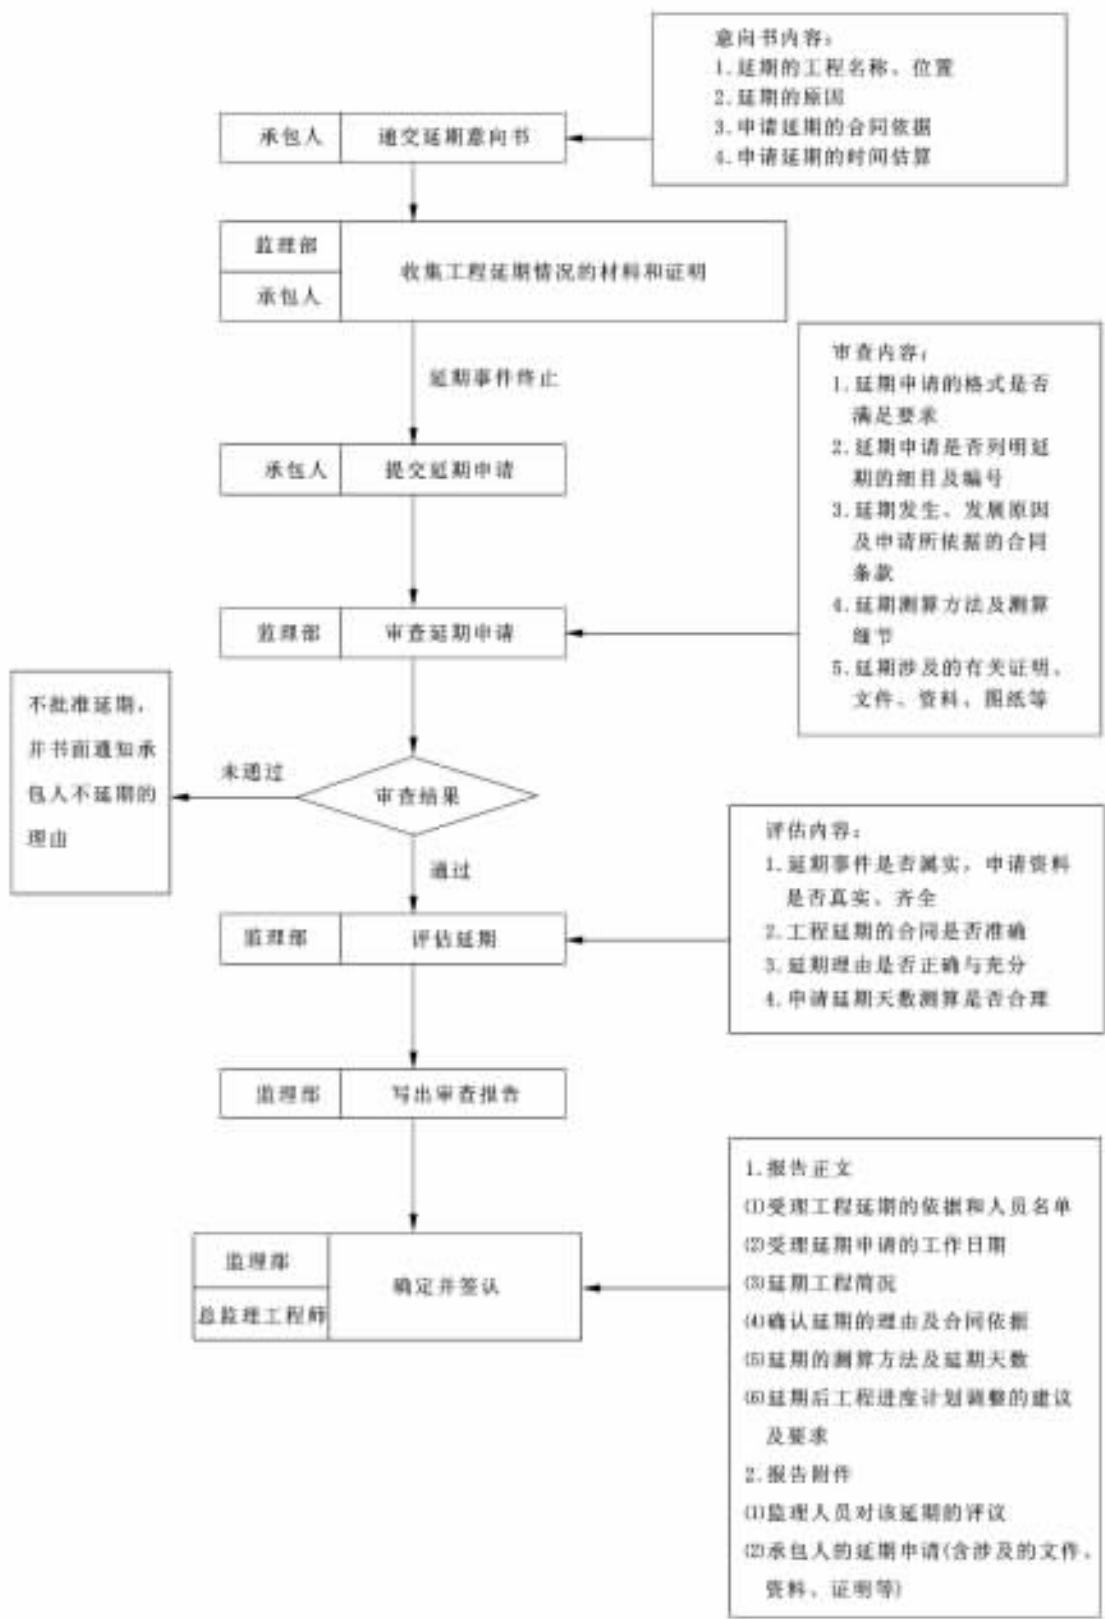 意向书内容：
1.延期的工程名称、位置
2.延期的原因
3.申请延期的合同依据
4.申请延期的时间估算
承包人
递交延期意向书
监理部
承包人
收集工程延期情况的材料和证明
延期事件终止
承包人
提交延期申请
审查内容：
1.延期申请的格式是否
满足要求
2.延期申请是否列明延
期的细目及编号
3.延期发生、发展原因
及申请所依据的合同
条款
4.延期测算方法及测算
细节
5.延期涉及的有关证明、
文件、资料、图纸等
监理部
审查延期申请
不批准延期，
并书面通知承
包人不延期的
理由
未通过
审查结果
通过
评估内容：
1.延期事件是否属实，申请资料
是否真实、齐全
2.工程延期的合同是否准确
3.延期理由是否正确与充分
4.申请延期天数测算是否合理
监理部
评估延期
监理部
写出审查报告
1.报告正文
(1)受理工程延期的依据和人员名单
(2)受理延期申请的工作日期
(3)延期工程简况
(4)确认延期的理由及合同依据
(5)延期的测算方法及延期天数
(6)延期后工程进度计划调整的建议
及要求
2.报告附件
(1)监理人员对该延期的评议
(2)承包人的延期申请(含涉及的文件、
资料、证明等)
监理部
总监理工程师
确定并签认